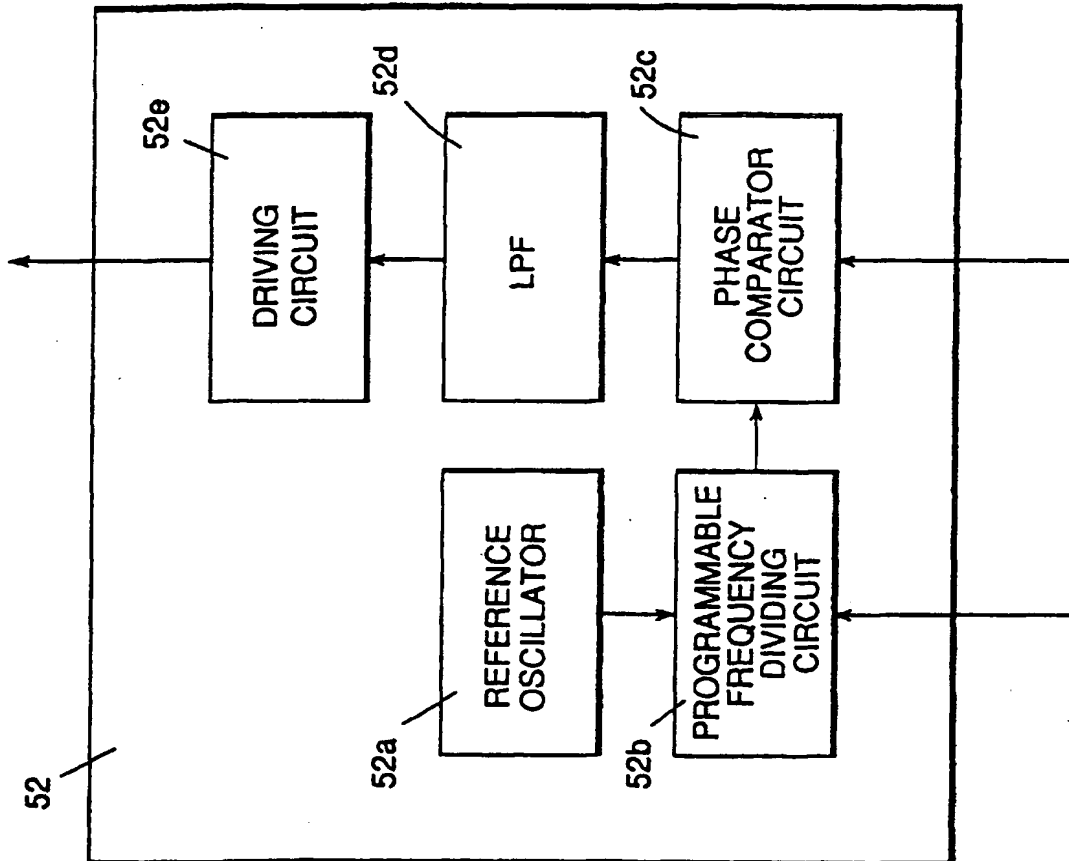 52
52a
REFERENCE
OSCILLATOR
52b
PROGRAMMABLE
FREQUENCY
DIVIDING
CIRCUIT
52c
PHASE
COMPARATOR
CIRCUIT
52d
LPF
52e
DRIVING
CIRCUIT